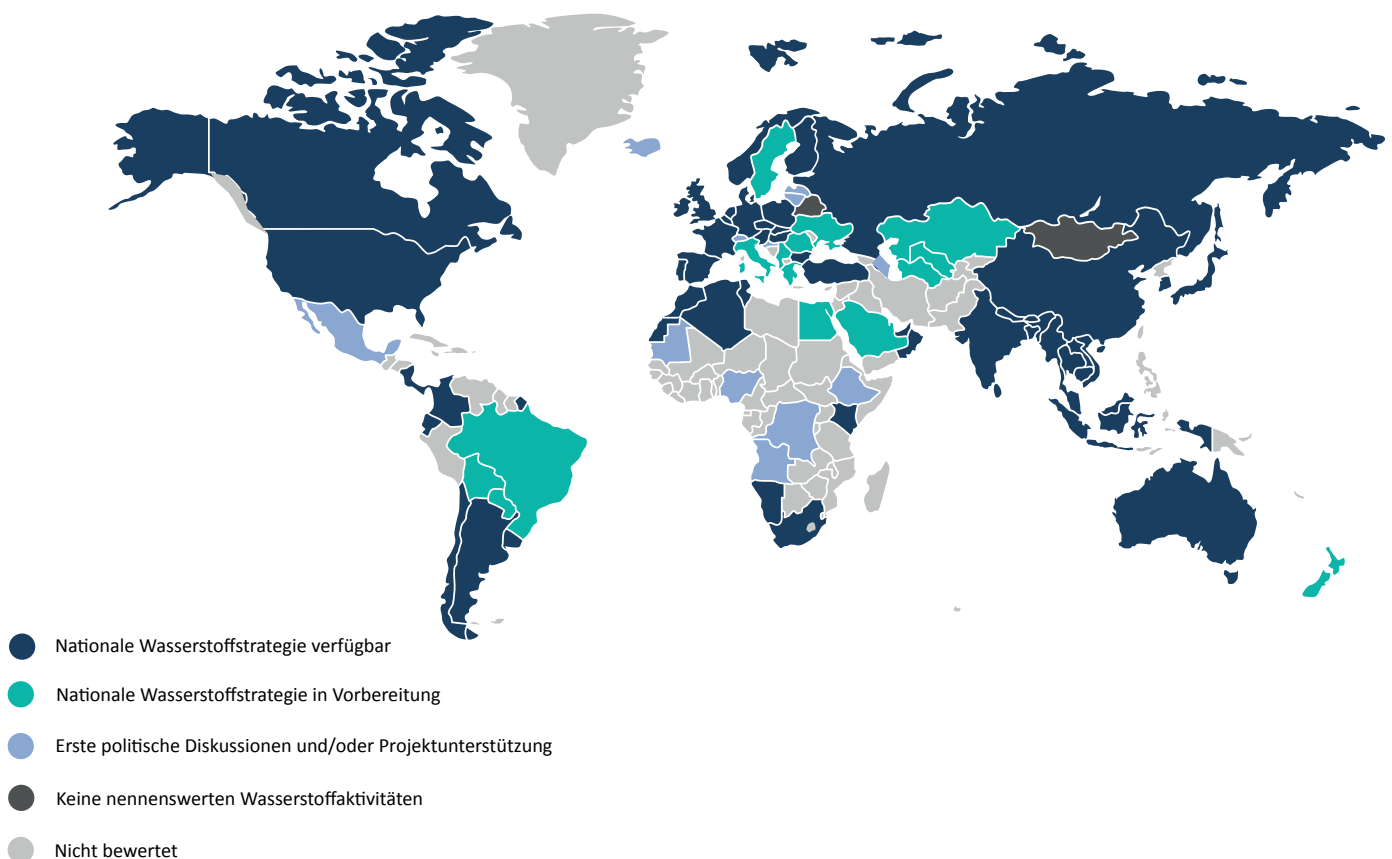 Nationale Wasserstoffstrategie verfügbar
Nationale Wasserstoffstrategie in Vorbereitung
Erste politische Diskussionen und/oder Projektunterstützung
Keine nennenswerten Wasserstoffaktivitäten
Nicht bewertet